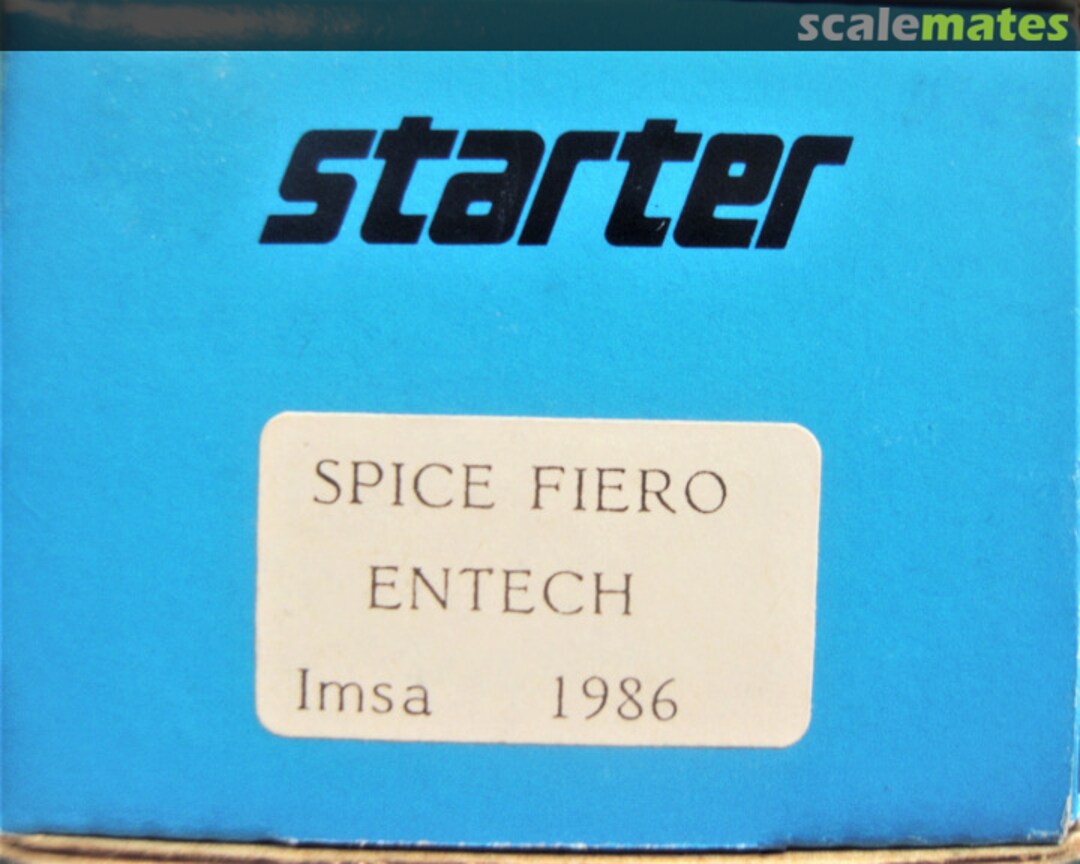 scalemates
starter
SPICE FIERO
ENTECH
Imsa 1986